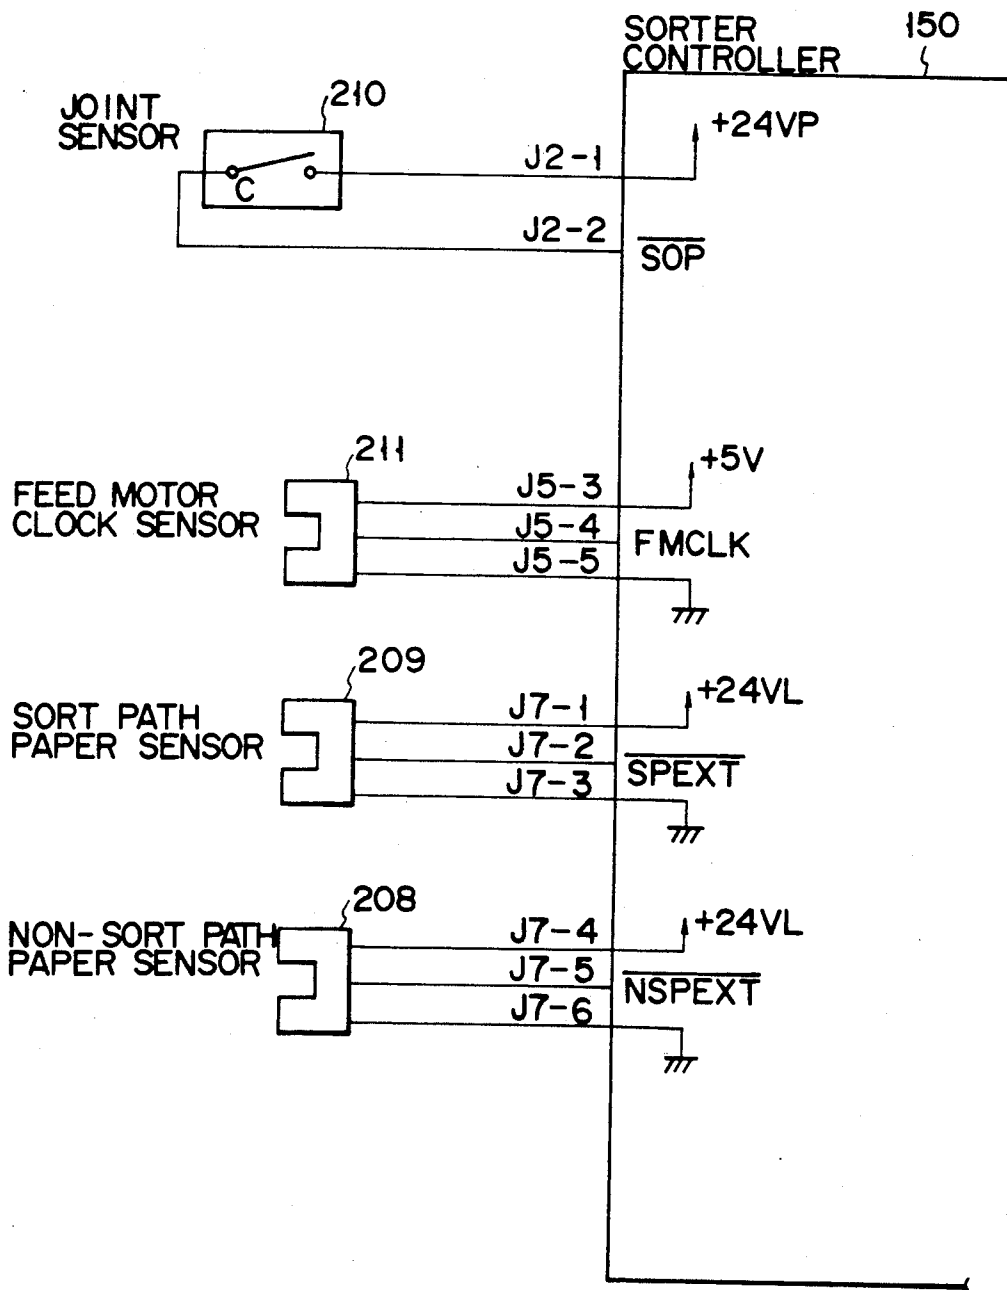 SORTER
CONTROLLER
150
JOINT
SENSOR
210
C
J2-1
+24VP
J2-2
SOP
FEED MOTOR
CLOCK SENSOR
211
J5-3
+5V
J5-4
FMCLK
J5-5
SORT PATH
PAPER SENSOR
209
J7-1
+24VL
J7-2
SPEXT
J7-3
NON-SORT PATH
PAPER SENSOR
208
J7-4
+24VL
J7-5
NSPEXT
J7-6